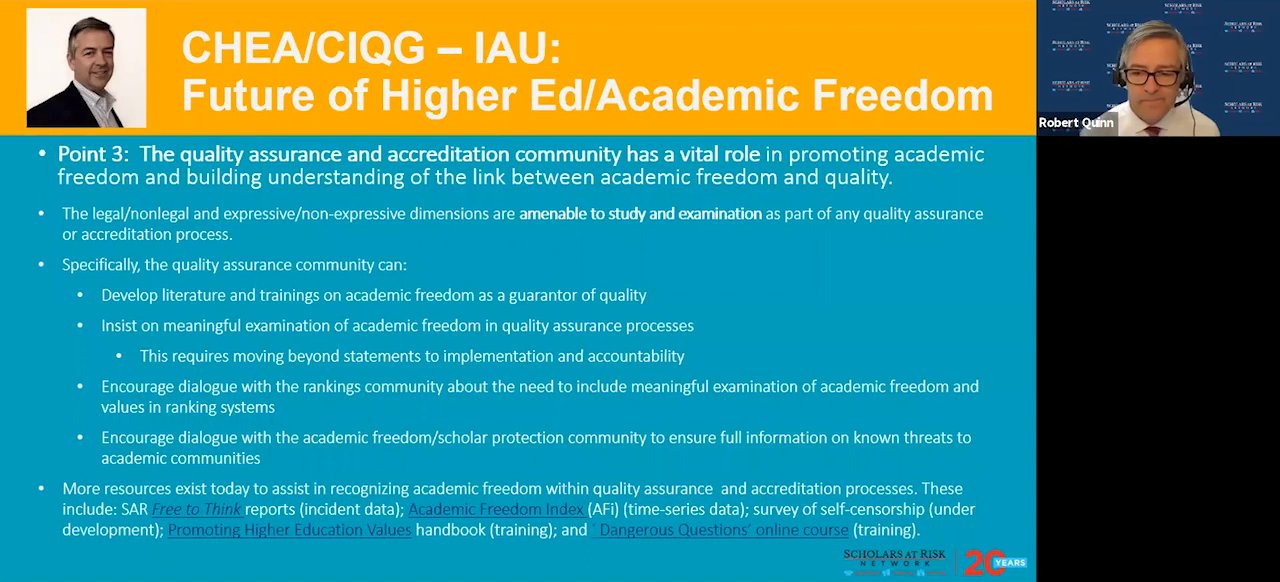 CHEA/CIQG – IAU:
Future of Higher Ed/Academic Freedom
Robert Quinn
• Point 3: The quality assurance and accreditation community has a vital role in promoting academic
freedom and building understanding of the link between academic freedom and quality.
• The legal/nonlegal and expressive/non-expressive dimensions are amenable to study and examination as part of any quality assurance
or accreditation process.
• Specifically, the quality assurance community can:
• Develop literature and trainings on academic freedom as a guarantor of quality
• Insist on meaningful examination of academic freedom in quality assurance processes
• This requires moving beyond statements to implementation and accountability
• Encourage dialogue with the rankings community about the need to include meaningful examination of academic freedom and
values in ranking systems
• Encourage dialogue with the academic freedom/scholar protection community to ensure full information on known threats to
academic communities
• More resources exist today to assist in recognizing academic freedom within quality assurance and accreditation processes. These
include: SAR Free to Think reports (incident data); Academic Freedom Index (AFi) (time-series data); survey of self-censorship (under
development); Promoting Higher Education Values handbook (training); and ‘Dangerous Questions’ online course (training).
SCHOLARS AT RISK
NETWORK
20 YEARS